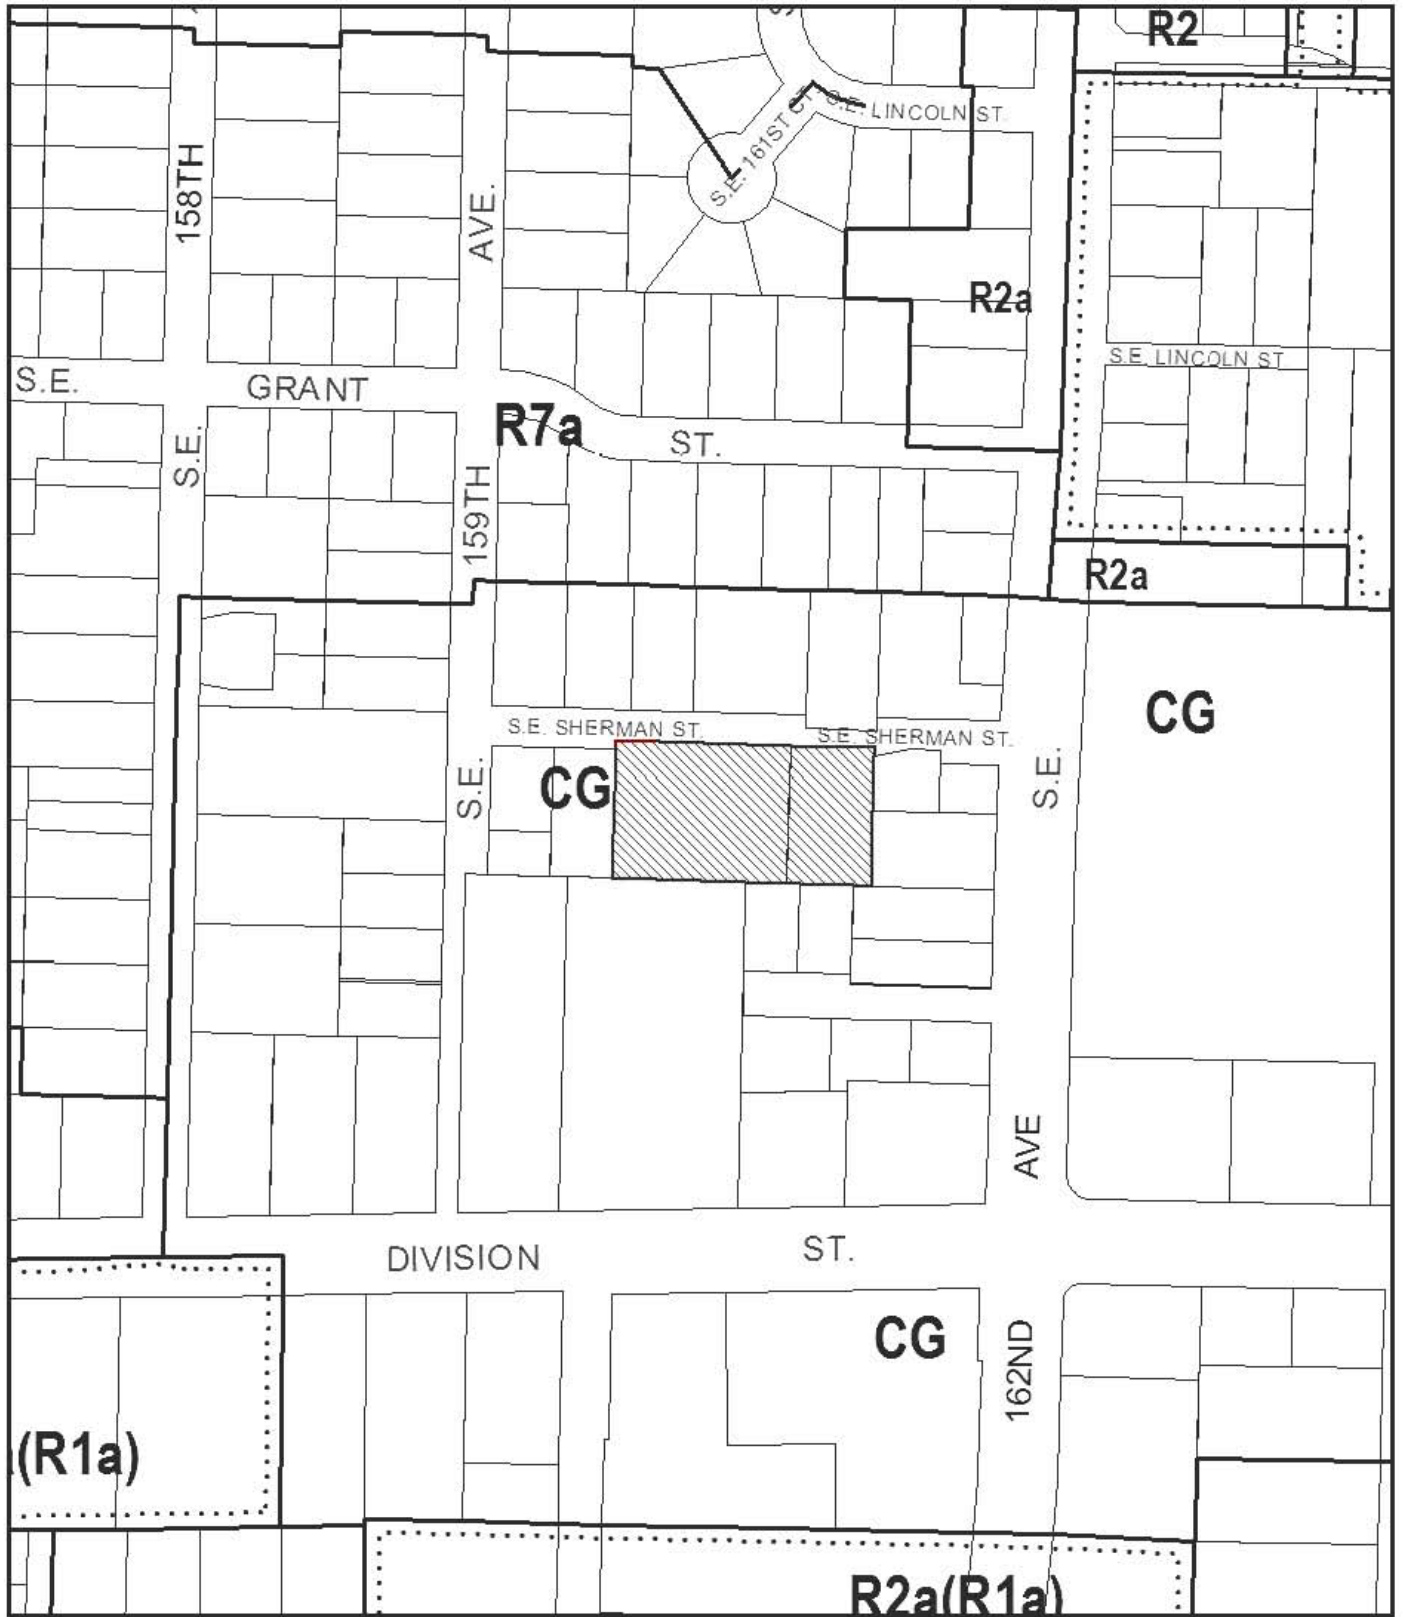 R2
S.E. LINCOLN ST.
S.E. 161ST CT.
158TH
AVE.
R2a
S.E. LINCOLN ST
S.E. GRANT ST.
R7a
S.E.
159TH
R2a
CG
S.E. SHERMAN ST.
S.E. SHERMAN ST.
CG
S.E.
S.E.
AVE
DIVISION ST.
CG
162ND
(R1a)
R2a(R1a)